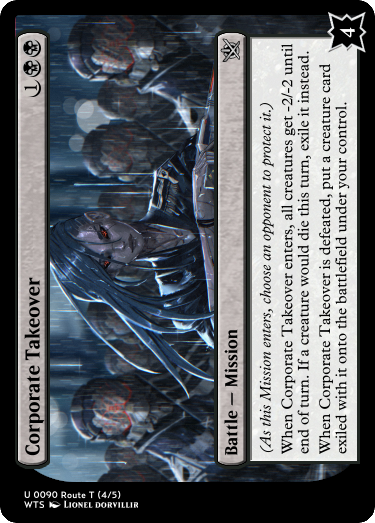 Corporate Takeover
Battle — Mission
(As this Mission enters, choose an opponent to protect it.)
When Corporate Takeover enters, all creatures get -2/-2 until
end of turn. If a creature would die this turn, exile it instead.
When Corporate Takeover is defeated, put a creature card
exiled with it onto the battlefield under your control.
4
U 0090 Route T (4/5)
WTS Lionel Dorvillir